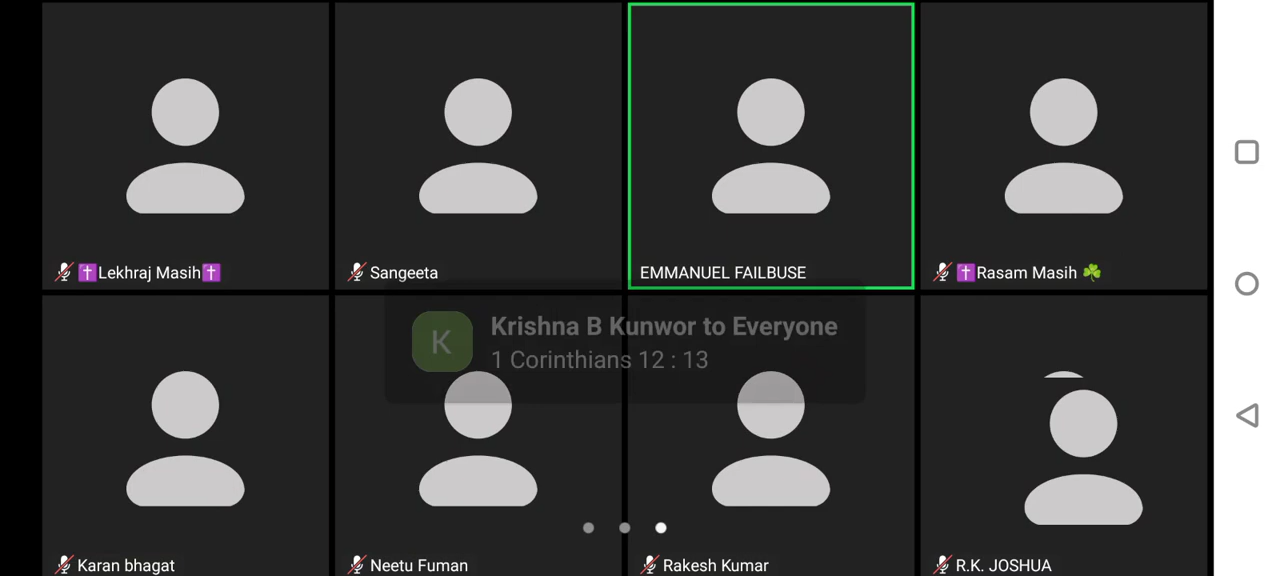 ✝️Lekhraj Masih✝️
Sangeeta
EMMANUEL FAILBUSE
✝️Rasam Masih ☘️
K
Krishna B Kunwor to Everyone
1 Corinthians 12 : 13
Karan bhagat
Neetu Fuman
Rakesh Kumar
R.K. JOSHUA